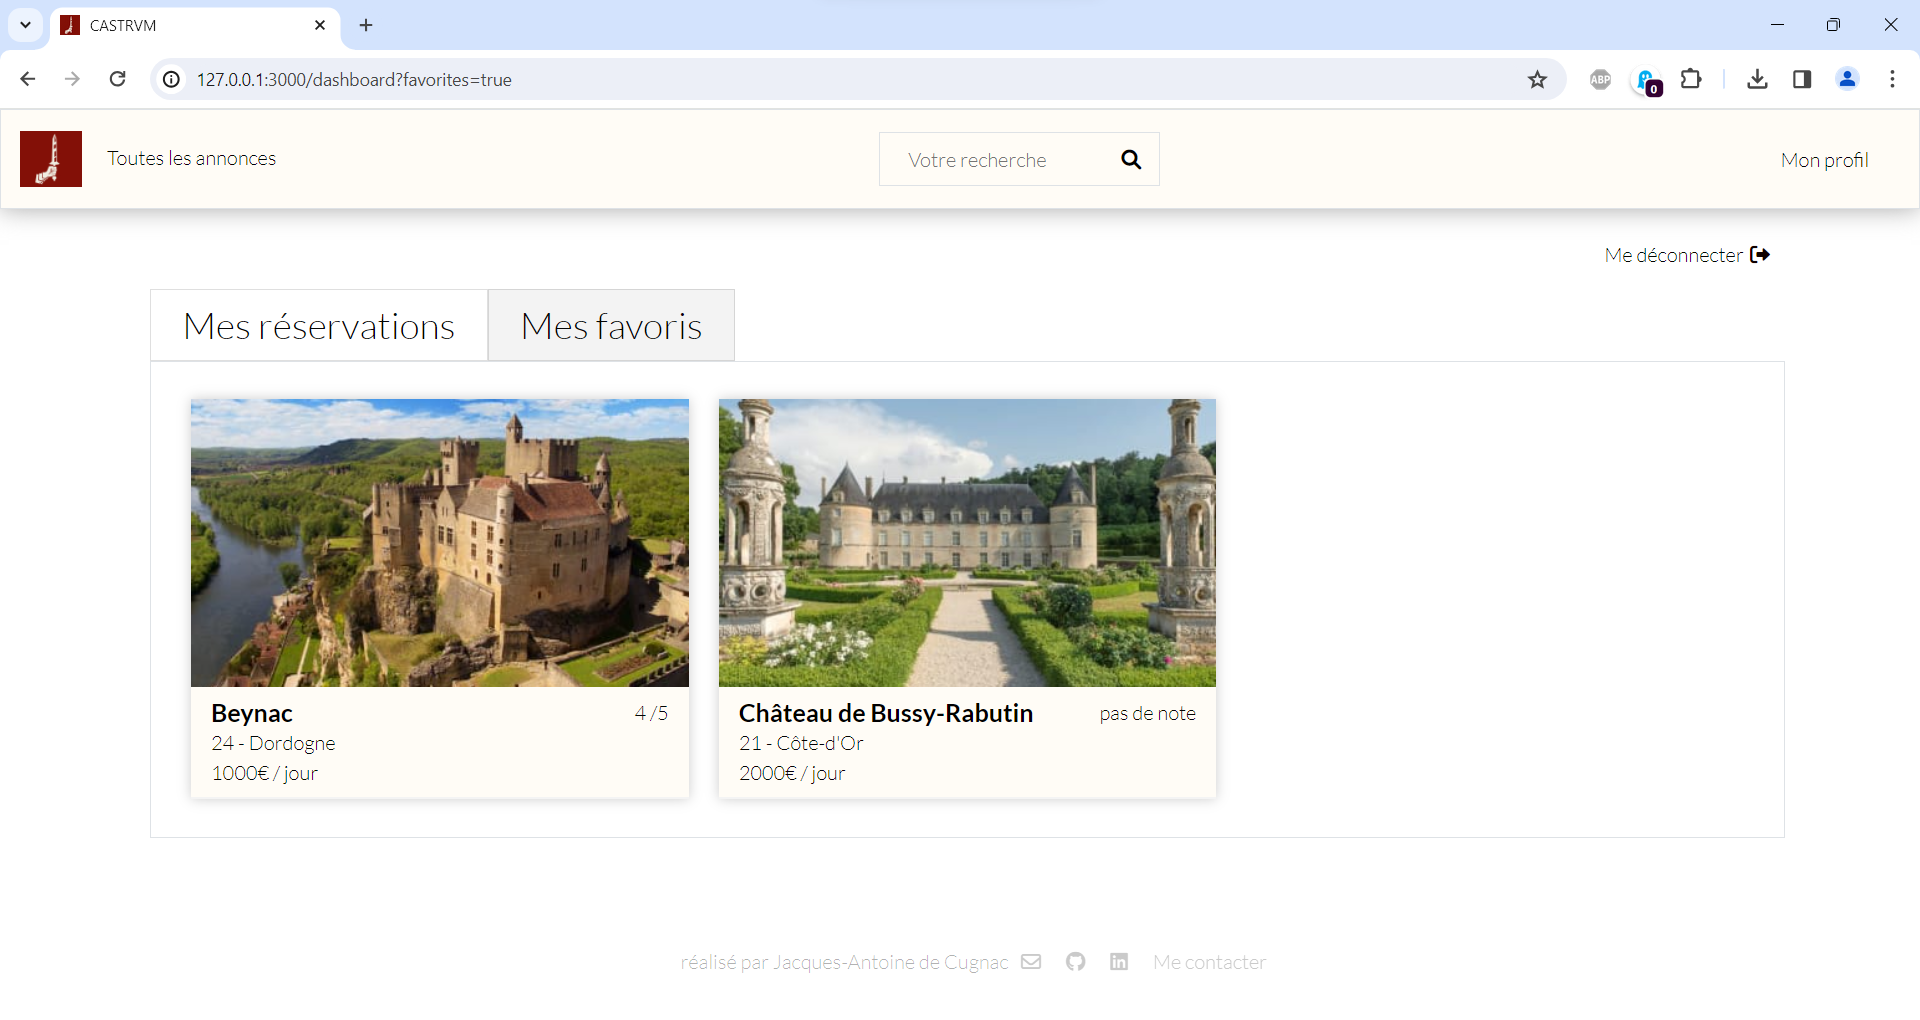 CASTRVM
127.0.0.1:3000/dashboard?favorites=true
ABP
0
Toutes les annonces
Votre recherche
Mon profil
Me déconnecter
Mes réservations
Mes favoris
Beynac
4 /5
24 - Dordogne
1000€ / jour
Château de Bussy-Rabutin
pas de note
21 - Côte-d'Or
2000€ / jour
réalisé par Jacques-Antoine de Cugnac
Me contacter